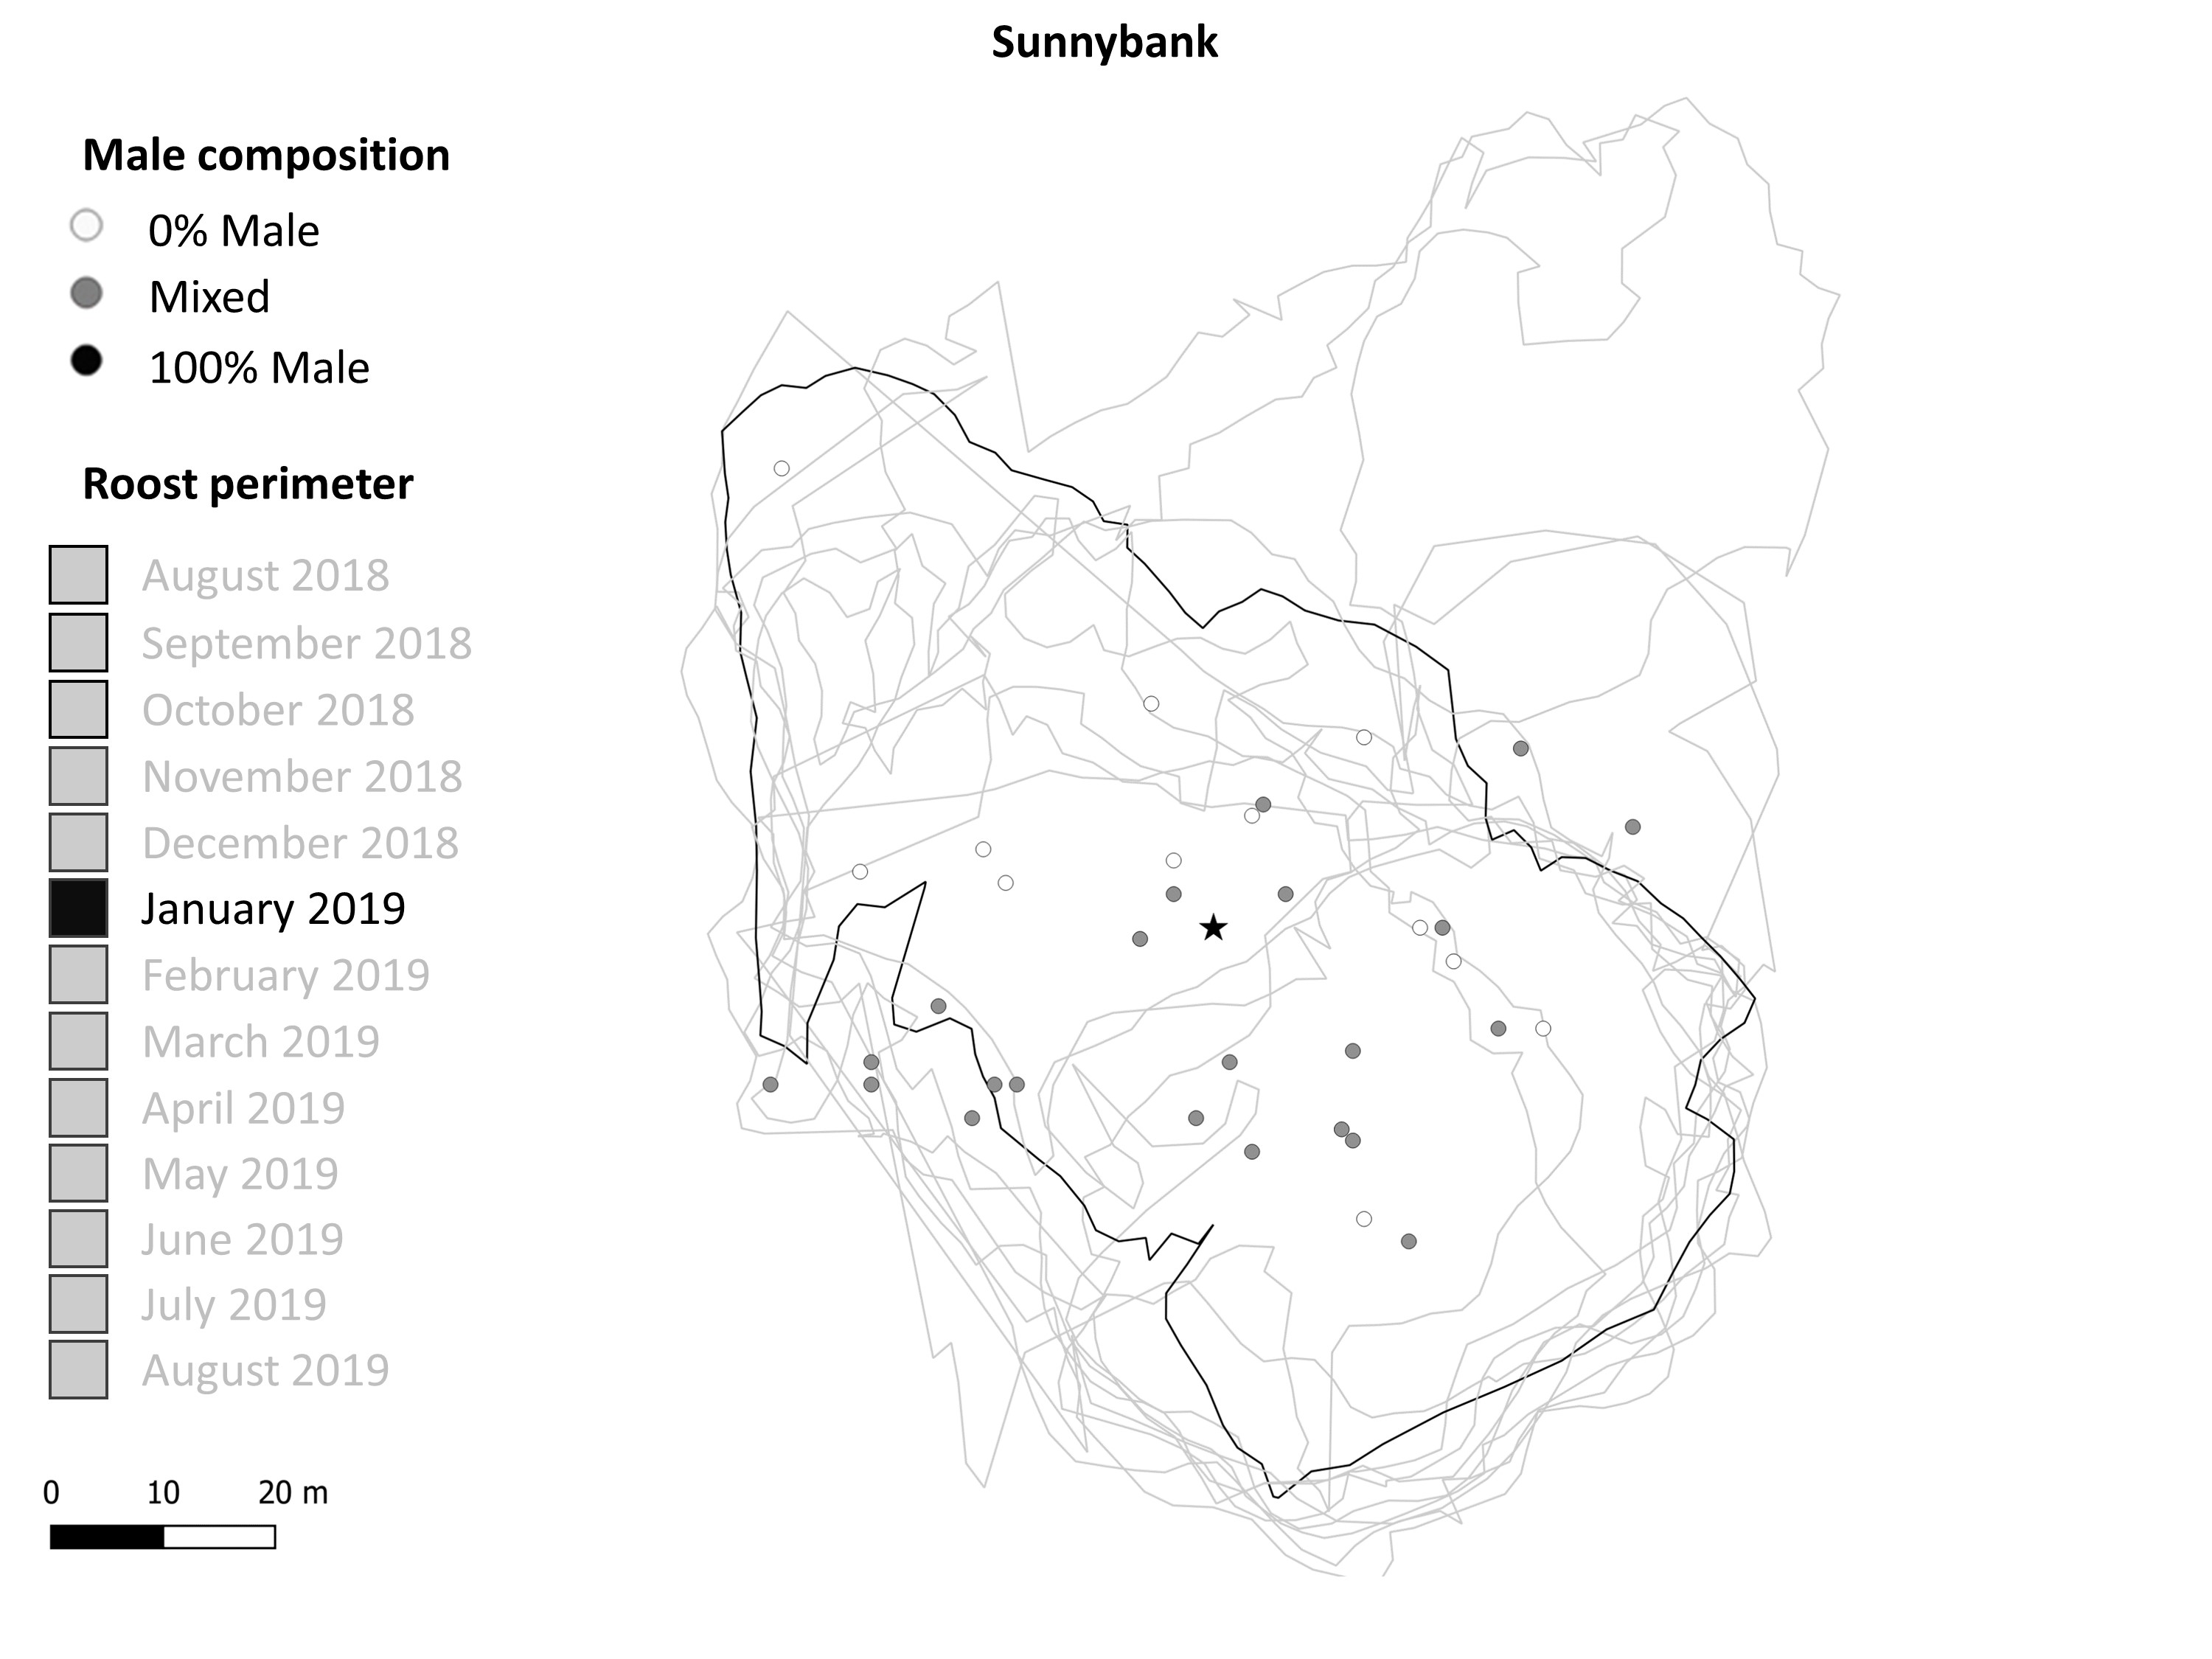 Sunnybank
Male composition
0% Male
Mixed
100% Male
Roost perimeter
August 2018
September 2018
October 2018
November 2018
December 2018
January 2019
February 2019
March 2019
April 2019
May 2019
June 2019
July 2019
August 2019
0 10 20 m